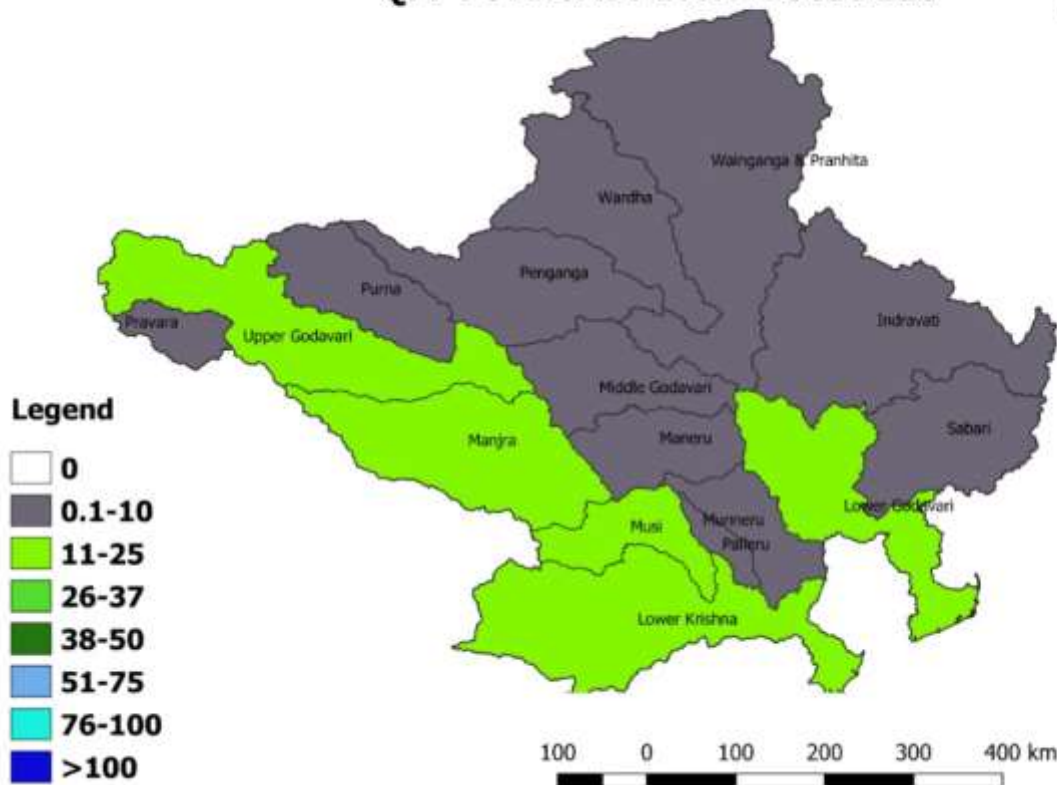 Wainganga & Pranhita
Wardha
Penganga
Purna
Indravati
Pravara
Upper Godavari
Middle Godavari
Maneru
Sabari
Manjra
Lower Godavari
Musi
Munneru
Palleru
Lower Krishna
Legend
0
0.1-10
11-25
26-37
38-50
51-75
76-100
>100
100 0 100 200 300 400 km